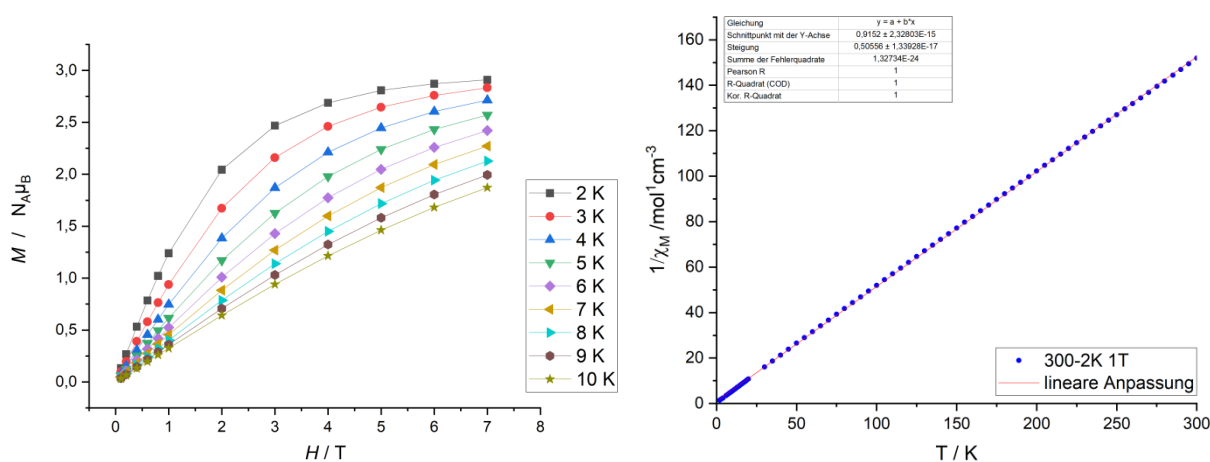 3,0
2,5
2,0
1,5
1,0
0,5
0,0
M / N_Aμ_B
0 1 2 3 4 5 6 7 8
H / T
2 K
3 K
4 K
5 K
6 K
7 K
8 K
9 K
10 K
Gleichung y = a + b*x
Schnittpunkt mit der Y-Achse 0,9152 ± 2,32803E-15
Steigung 0,50556 ± 1,33928E-17
Summe der Fehlerquadrate 1,32734E-24
Pearson R 1
R-Quadrat (COD) 1
Kor. R-Quadrat 1
160
140
120
100
80
60
40
20
0
1/χ_M /mol¹cm⁻³
0 50 100 150 200 250 300
T / K
300-2K 1T
lineare Anpassung